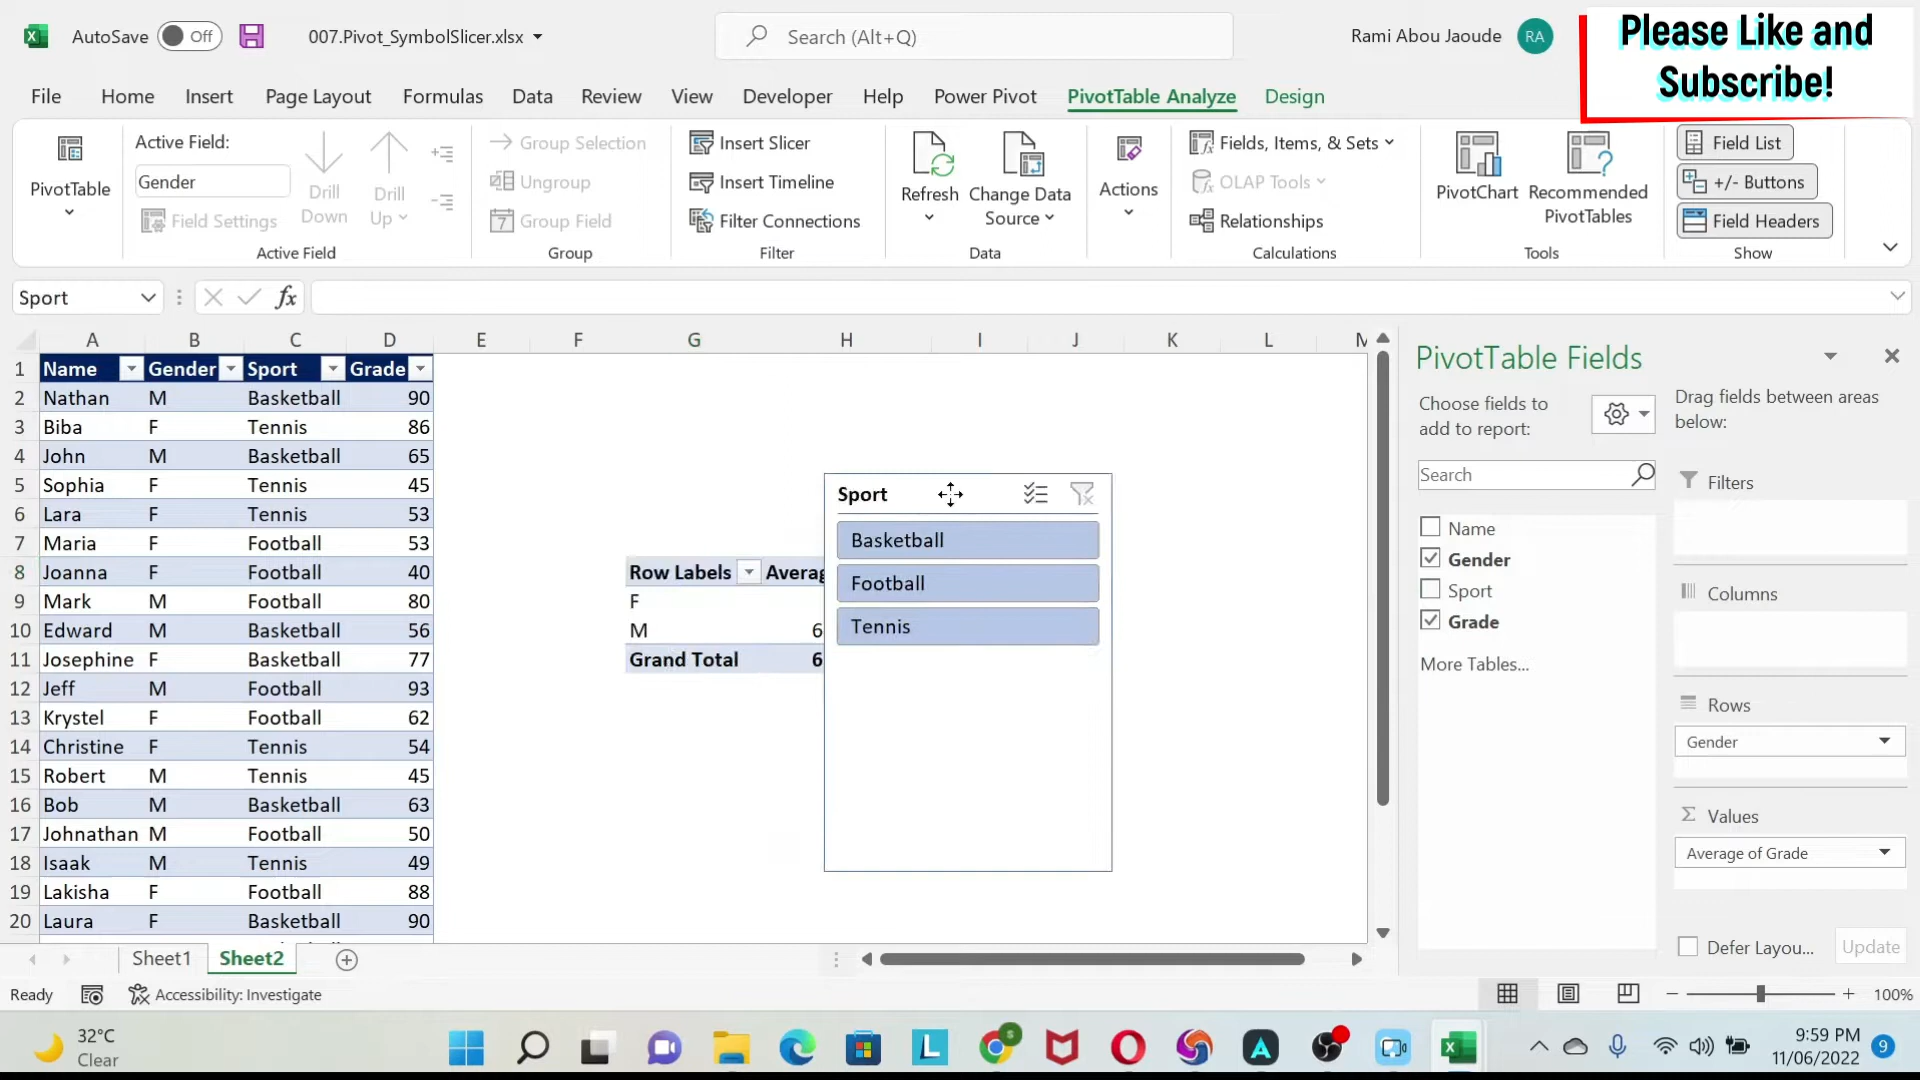 AutoSave Off 007.Pivot_SymbolSlicer.xlsx Search (Alt+Q) Rami Abou Jaoude RA
Please Like and
Subscribe!
File Home Insert Page Layout Formulas Data Review View Developer Help Power Pivot PivotTable Analyze Design
PivotTable
Active Field:
Gender
Field Settings
Drill
Down
Drill
Up
Active Field
Group Selection
Ungroup
Group Field
Group
Insert Slicer
Insert Timeline
Filter Connections
Filter
Refresh
Change Data
Source
Data
Actions
Fields, Items, & Sets
OLAP Tools
Relationships
Calculations
PivotChart
Recommended
PivotTables
Tools
Field List
+/- Buttons
Field Headers
Show
Sport fx
A B C D E F G H I J K L M
1 Name Gender Sport Grade
2 Nathan M Basketball 90
3 Biba F Tennis 86
4 John M Basketball 65
5 Sophia F Tennis 45
6 Lara F Tennis 53
7 Maria F Football 53
8 Joanna F Football 40
9 Mark M Football 80
10 Edward M Basketball 56
11 Josephine F Basketball 77
12 Jeff M Football 93
13 Krystel F Football 62
14 Christine F Tennis 54
15 Robert M Tennis 45
16 Bob M Basketball 63
17 Johnathan M Football 50
18 Isaak M Tennis 49
19 Lakisha F Football 88
20 Laura F Basketball 90
Row Labels Averag
F
M 6
Grand Total 6
Sport
Basketball
Football
Tennis
PivotTable Fields
Choose fields to
add to report:
Search
Name
Gender
Sport
Grade
More Tables...
Drag fields between areas
below:
Filters
Columns
Rows
Gender
Values
Average of Grade
Defer Layou... Update
Sheet1 Sheet2
Ready Accessibility: Investigate 100%
32°C
Clear
9:59 PM
11/06/2022
9